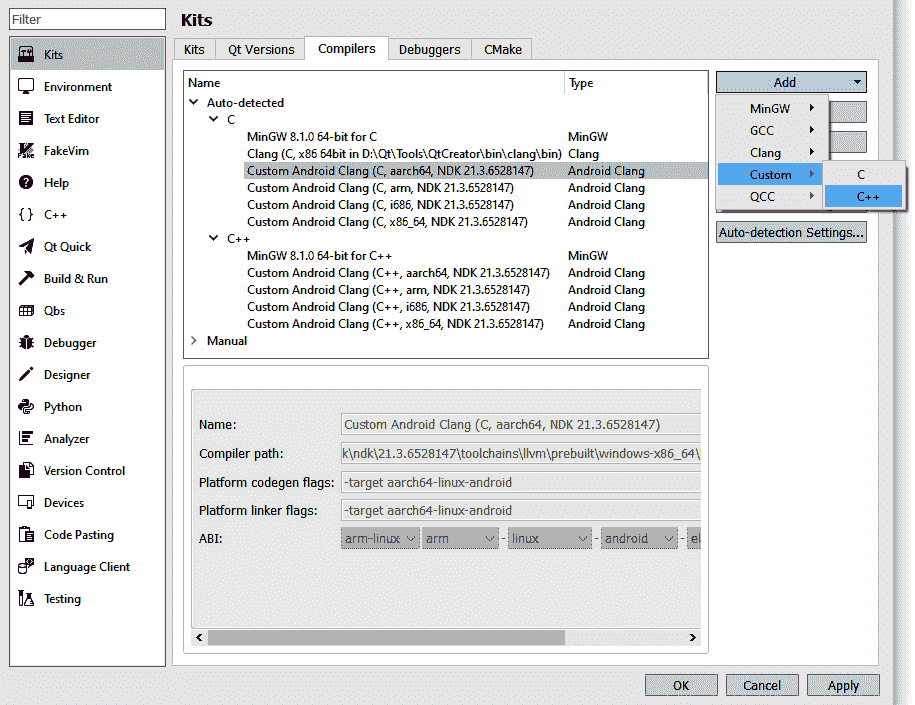 Filter
Kits
Environment
Text Editor
FakeVim
Help
{} C++
Qt Quick
Build & Run
Qbs
Debugger
Designer
Python
Analyzer
Version Control
Devices
Code Pasting
Language Client
Testing
Kits
Kits Qt Versions Compilers Debuggers CMake
Name Type
Auto-detected
C
MinGW 8.1.0 64-bit for C MinGW
Clang (C, x86 64bit in D:\Qt\Tools\QtCreator\bin\clang\bin) Clang
Custom Android Clang (C, aarch64, NDK 21.3.6528147) Android Clang
Custom Android Clang (C, arm, NDK 21.3.6528147) Android Clang
Custom Android Clang (C, i686, NDK 21.3.6528147) Android Clang
Custom Android Clang (C, x86_64, NDK 21.3.6528147) Android Clang
C++
MinGW 8.1.0 64-bit for C++ MinGW
Custom Android Clang (C++, aarch64, NDK 21.3.6528147) Android Clang
Custom Android Clang (C++, arm, NDK 21.3.6528147) Android Clang
Custom Android Clang (C++, i686, NDK 21.3.6528147) Android Clang
Custom Android Clang (C++, x86_64, NDK 21.3.6528147) Android Clang
Manual
Add
MinGW
GCC
Clang
Custom
QCC
C
C++
Auto-detection Settings...
Name: Custom Android Clang (C, aarch64, NDK 21.3.6528147)
Compiler path: k\ndk\21.3.6528147\toolchains\llvm\prebuilt\windows-x86_64\
Platform codegen flags: -target aarch64-linux-android
Platform linker flags: -target aarch64-linux-android
ABI: arm-linux arm - linux - android - el
OK Cancel Apply